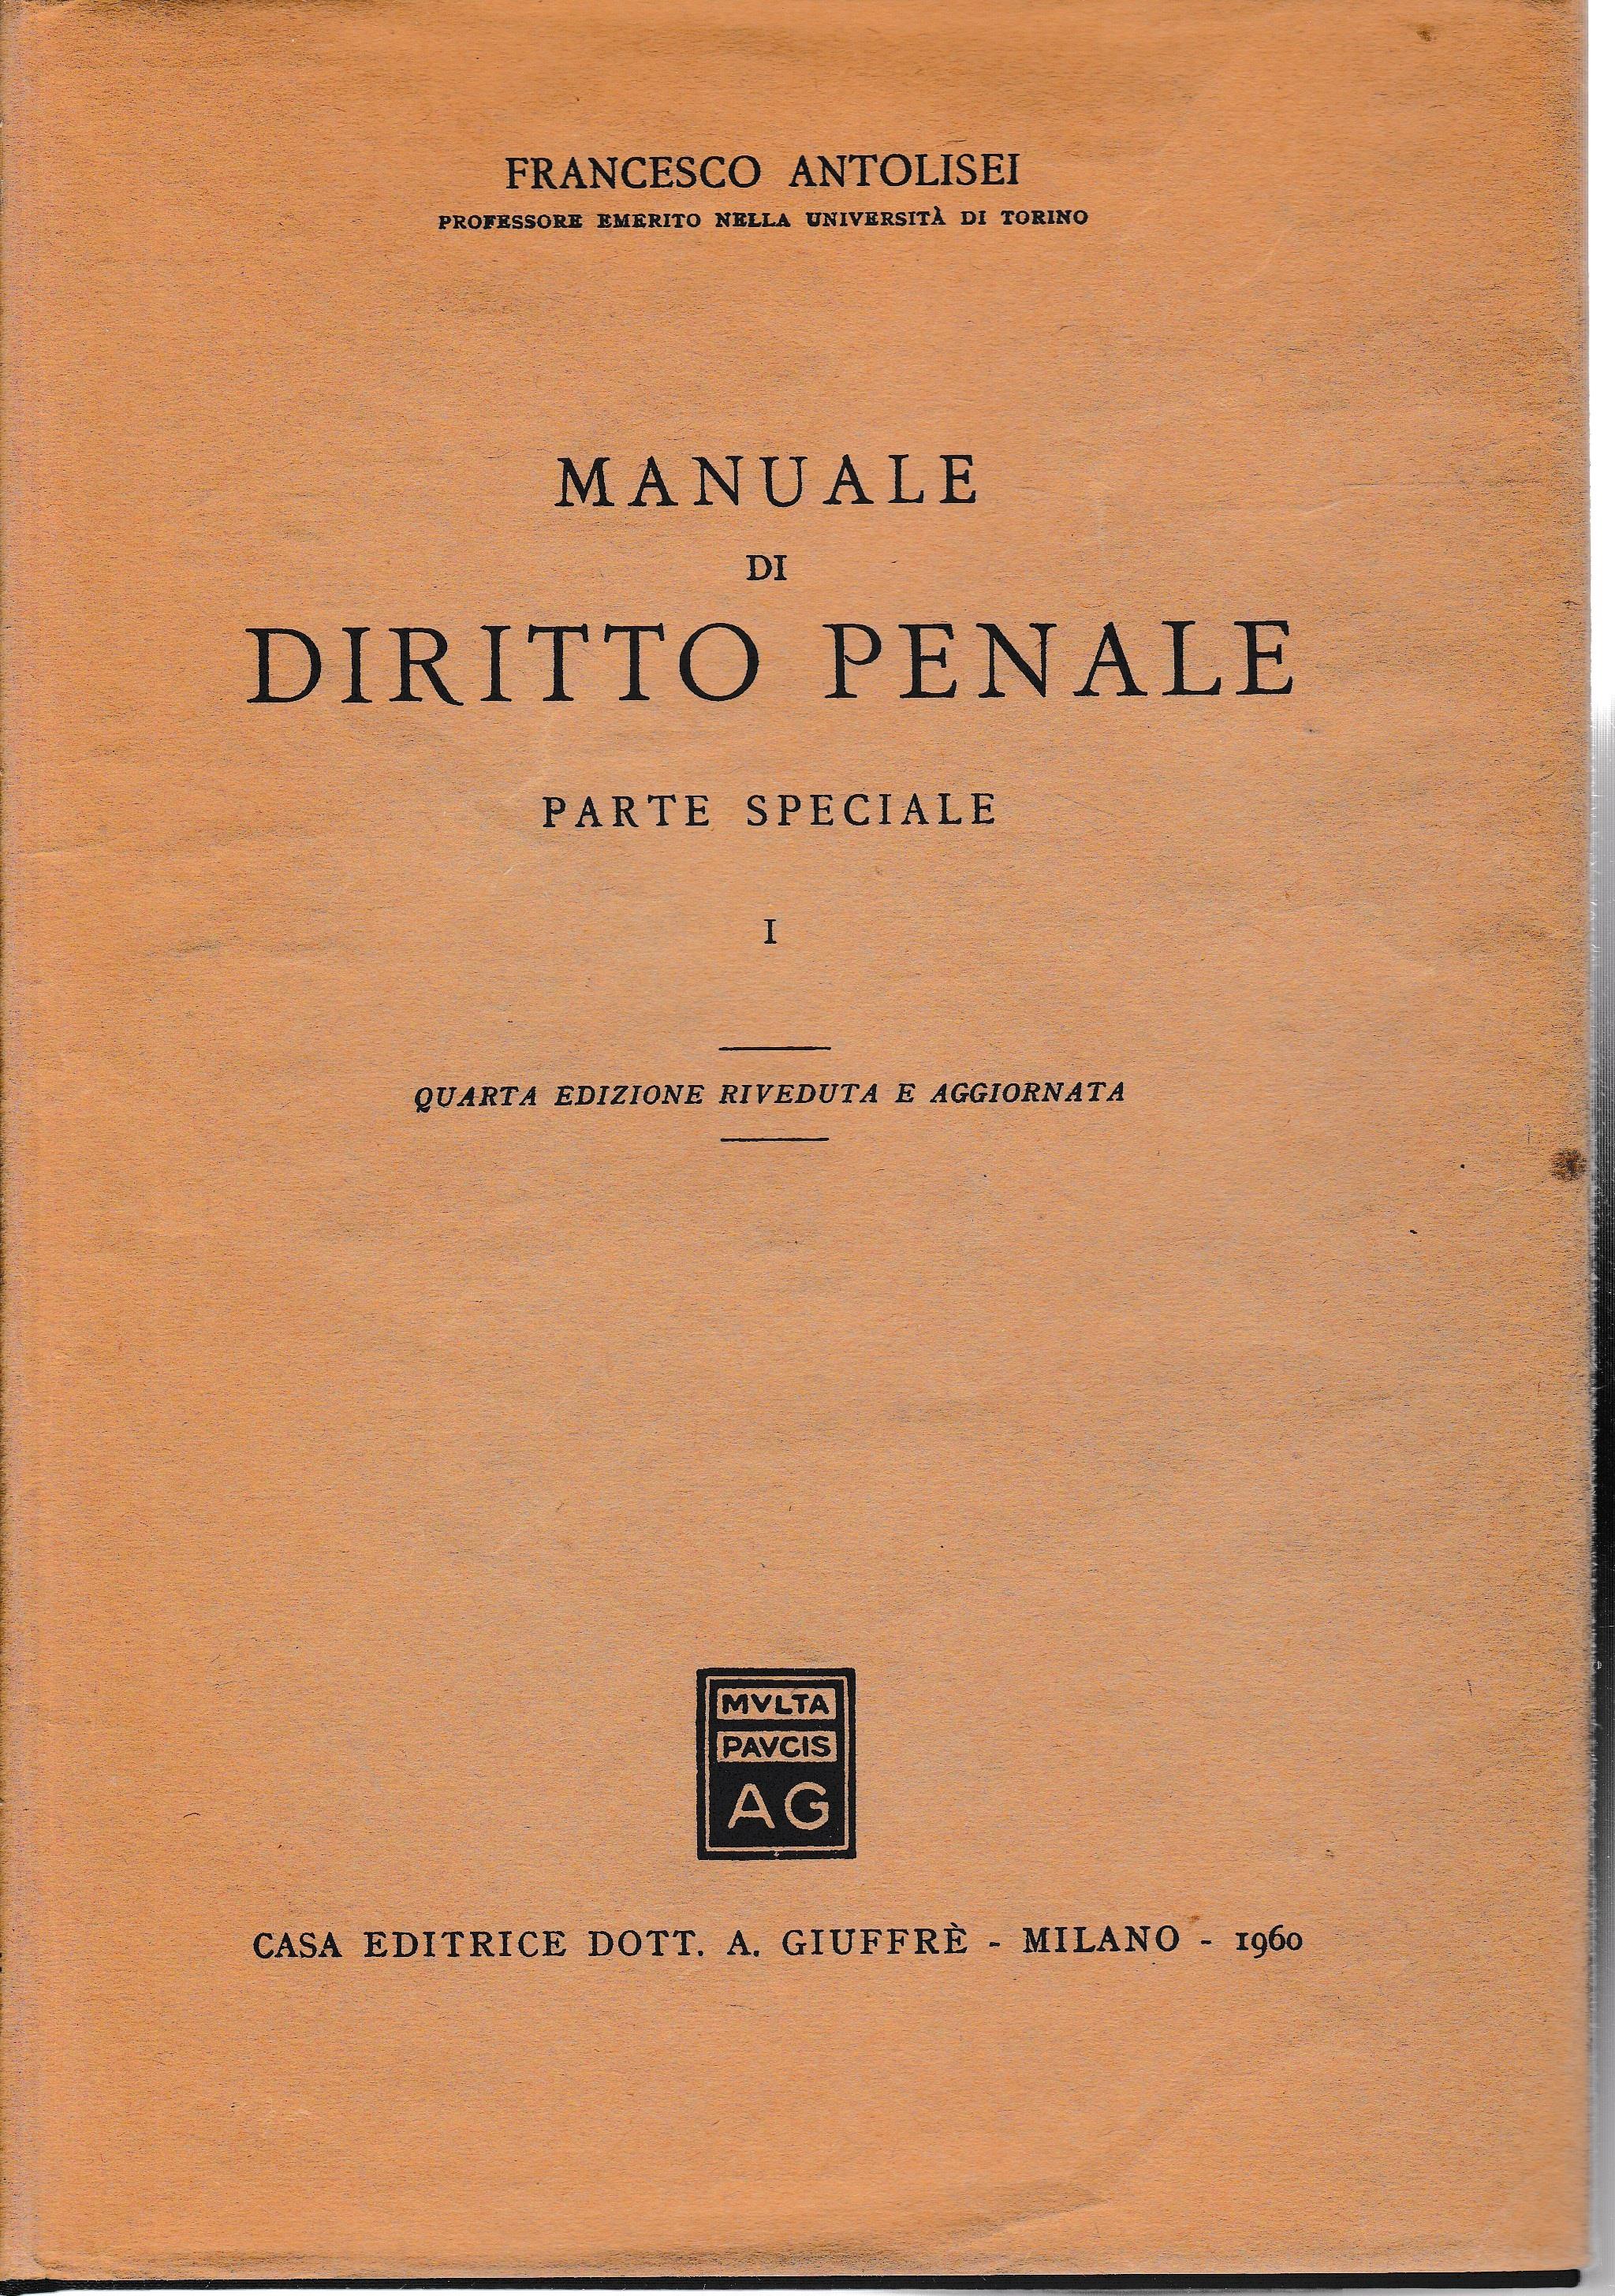 FRANCESCO ANTOLISEI
PROFESSORE EMERITO NELLA UNIVERSITÀ DI TORINO
MANUALE
DI
DIRITTO PENALE
PARTE SPECIALE
I
QUARTA EDIZIONE RIVEDUTA E AGGIORNATA
MVLTA
PAVCIS
AG
CASA EDITRICE DOTT. A. GIUFFRÈ - MILANO - 1960